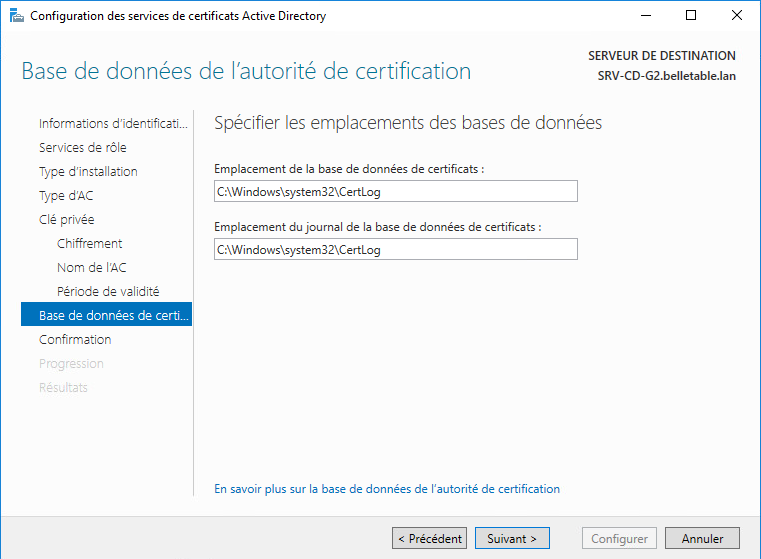 Configuration des services de certificats Active Directory
Base de données de l'autorité de certification
SERVEUR DE DESTINATION
SRV-CD-G2.belletable.lan
Informations d'identificati...
Services de rôle
Type d'installation
Type d'AC
Clé privée
Chiffrement
Nom de l'AC
Période de validité
Base de données de certi...
Confirmation
Progression
Résultats
Spécifier les emplacements des bases de données
Emplacement de la base de données de certificats :
C:\Windows\system32\CertLog
Emplacement du journal de la base de données de certificats :
C:\Windows\system32\CertLog
En savoir plus sur la base de données de l'autorité de certification
< Précédent
Suivant >
Configurer
Annuler